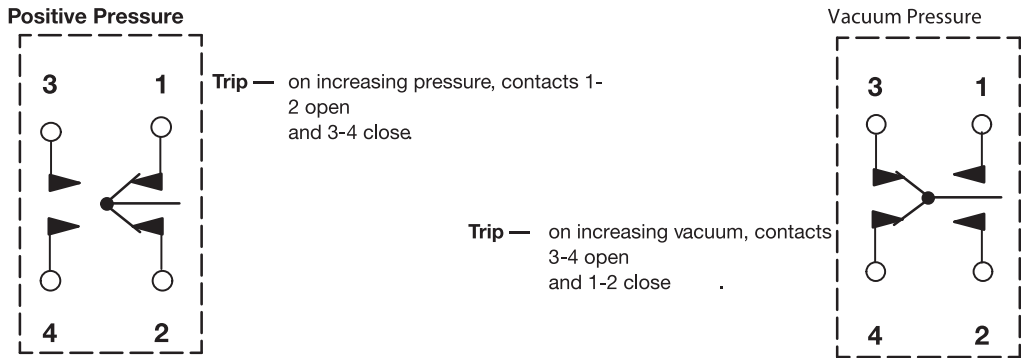 Positive Pressure
3 1
Trip — on increasing pressure, contacts 1-
2 open
and 3-4 close.
4 2
Vacuum Pressure
3 1
Trip — on increasing vacuum, contacts
3-4 open
and 1-2 close .
4 2